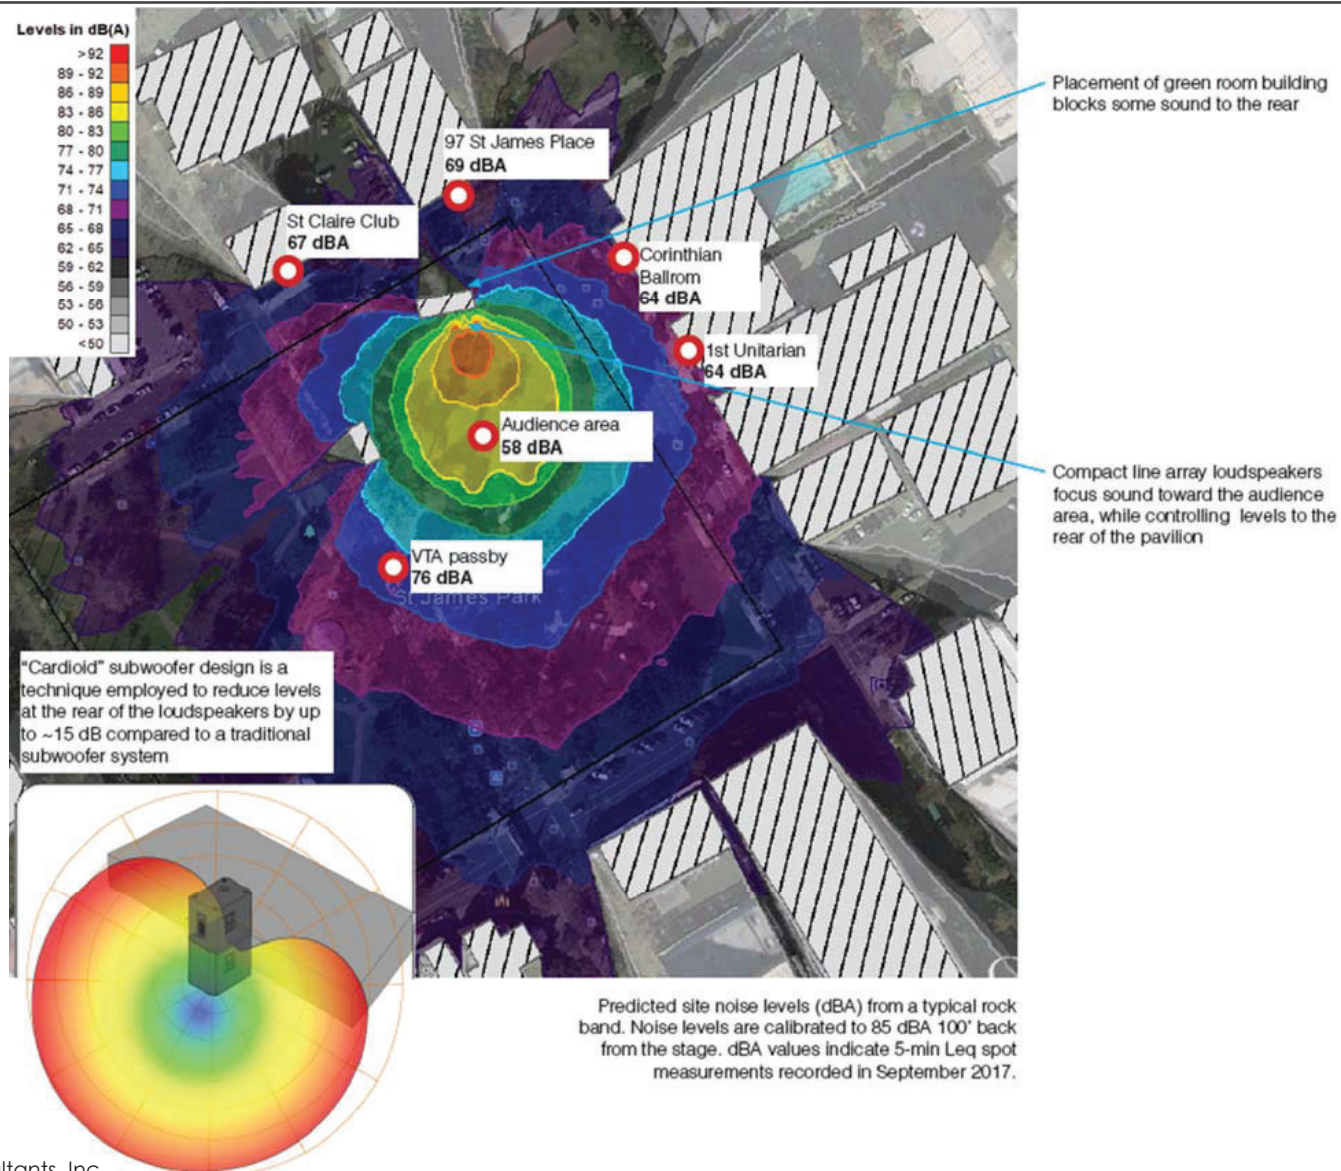 Levels in dB(A)
>92
89 - 92
86 - 89
83 - 86
80 - 83
77 - 80
74 - 77
71 - 74
68 - 71
65 - 68
62 - 65
59 - 62
56 - 59
53 - 56
50 - 53
<50
97 St James Place
69 dBA
St Claire Club
67 dBA
Corinthian
Ballrom
64 dBA
1st Unitarian
64 dBA
Audience area
58 dBA
VTA passby
76 dBA
St James Park
Placement of green room building
blocks some sound to the rear
Compact line array loudspeakers
focus sound toward the audience
area, while controlling levels to the
rear of the pavilion
"Cardioid" subwoofer design is a
technique employed to reduce levels
at the rear of the loudspeakers by up
to ~15 dB compared to a traditional
subwoofer system
Predicted site noise levels (dBA) from a typical rock
band. Noise levels are calibrated to 85 dBA 100' back
from the stage. dBA values indicate 5-min Leq spot
measurements recorded in September 2017.
ultants, Inc